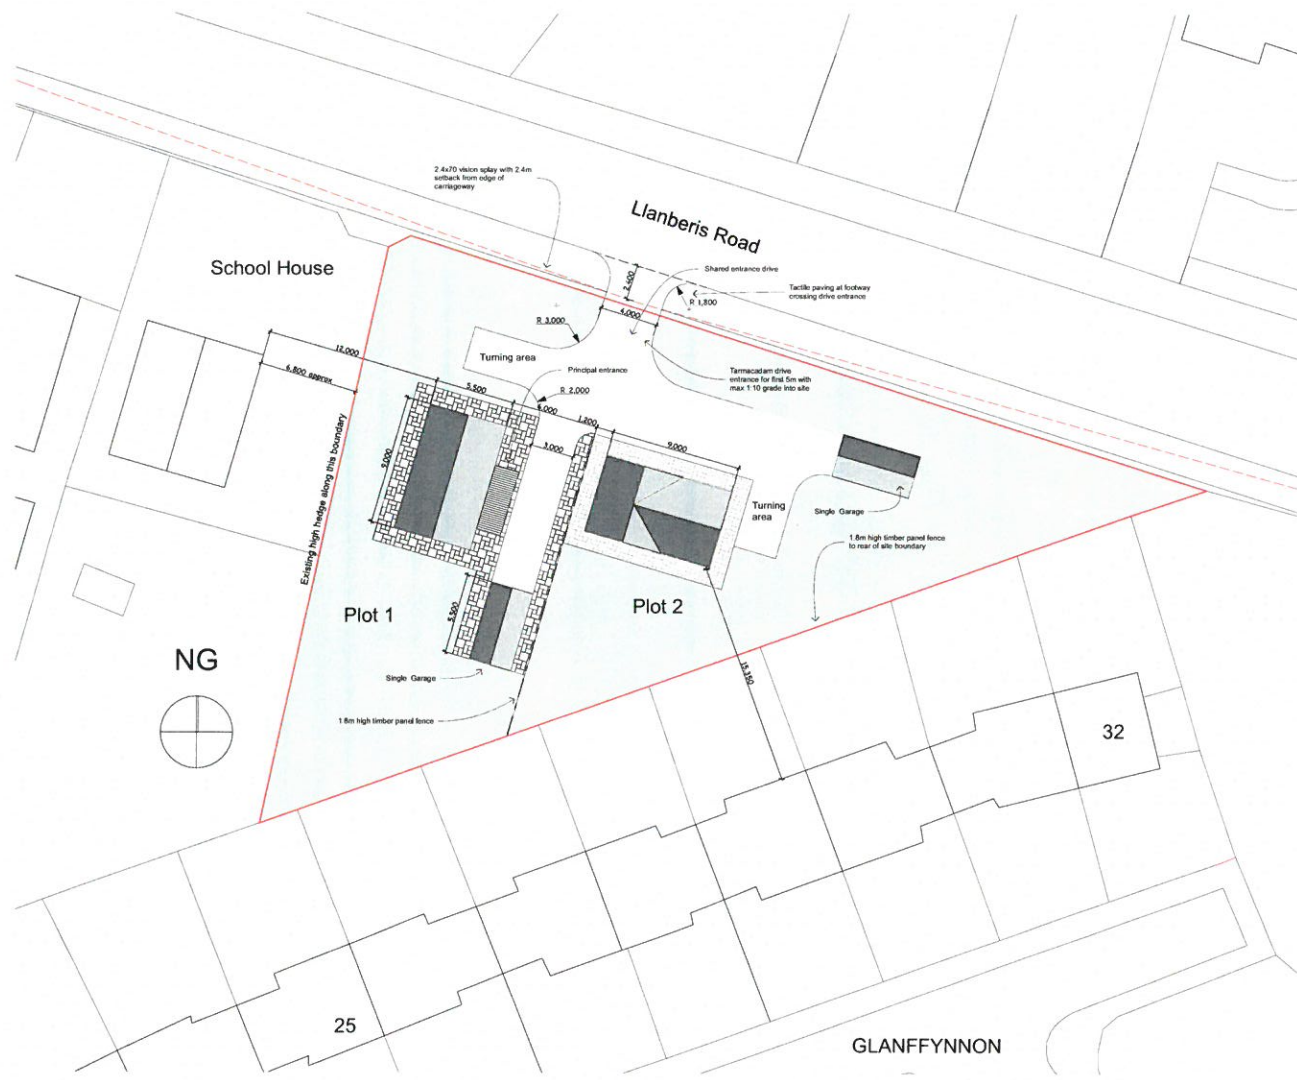 2.4x70 vision splay with 2.4m
setback from edge of
carriageway
Llanberis Road
School House
Shared entrance drive
2,400
Tactile paving at footway
crossing drive entrance
R 1,800
R 3,000
4,000
12,000
Turning area
Principal entrance
Tarmacadam drive
entrance for first 5m with
max 1:10 grade into site
6,800 approx
5,500
R 2,000
6,000
1,200
9,000
3,000
9,000
Existing high hedge along this boundary
Turning
area
Single Garage
1.8m high timber panel fence
to rear of site boundary
Plot 1
5,500
Plot 2
NG
Single Garage
15,350
1.8m high timber panel fence
32
25
GLANFFYNNON